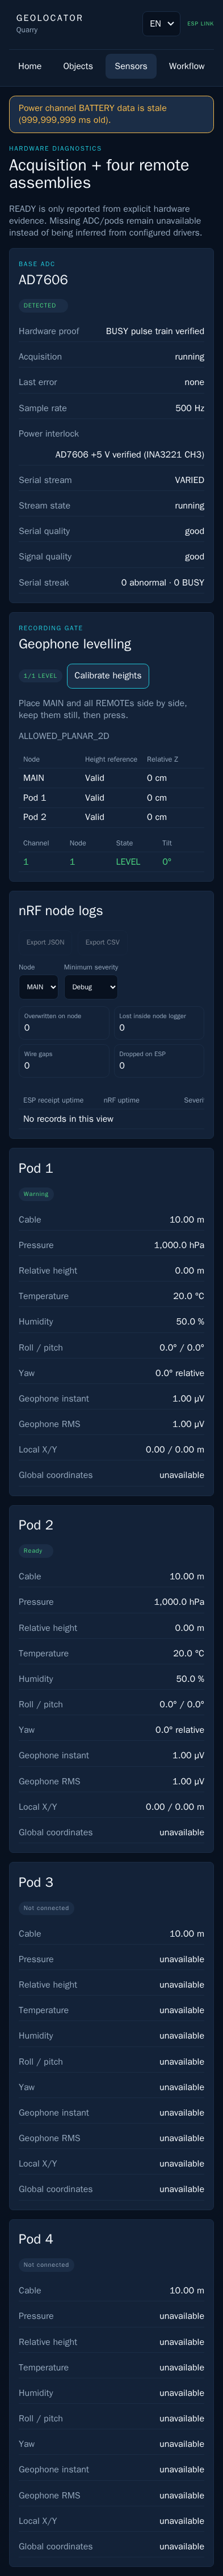 GEOLOCATOR
Quarry
EN
ESP LINK
Home Objects Sensors Workflow
Power channel BATTERY data is stale
(999,999,999 ms old).
HARDWARE DIAGNOSTICS
Acquisition + four remote
assemblies
READY is only reported from explicit hardware
evidence. Missing ADC/pods remain unavailable
instead of being inferred from configured drivers.
BASE ADC
AD7606
DETECTED
Hardware proof BUSY pulse train verified
Acquisition running
Last error none
Sample rate 500 Hz
Power interlock
AD7606 +5 V verified (INA3221 CH3)
Serial stream VARIED
Stream state running
Serial quality good
Signal quality good
Serial streak 0 abnormal · 0 BUSY
RECORDING GATE
Geophone levelling
1/1 LEVEL Calibrate heights
Place MAIN and all REMOTEs side by side,
keep them still, then press.
ALLOWED_PLANAR_2D
Node Height reference Relative Z
MAIN Valid 0 cm
Pod 1 Valid 0 cm
Pod 2 Valid 0 cm
Channel Node State Tilt
1 1 LEVEL 0°
nRF node logs
Export JSON Export CSV
Node Minimum severity
MAIN Debug
Overwritten on node Lost inside node logger
0 0
Wire gaps Dropped on ESP
0 0
ESP receipt uptime nRF uptime Severi
No records in this view
Pod 1
Warning
Cable 10.00 m
Pressure 1,000.0 hPa
Relative height 0.00 m
Temperature 20.0 °C
Humidity 50.0 %
Roll / pitch 0.0° / 0.0°
Yaw 0.0° relative
Geophone instant 1.00 µV
Geophone RMS 1.00 µV
Local X/Y 0.00 / 0.00 m
Global coordinates unavailable
Pod 2
Ready
Cable 10.00 m
Pressure 1,000.0 hPa
Relative height 0.00 m
Temperature 20.0 °C
Humidity 50.0 %
Roll / pitch 0.0° / 0.0°
Yaw 0.0° relative
Geophone instant 1.00 µV
Geophone RMS 1.00 µV
Local X/Y 0.00 / 0.00 m
Global coordinates unavailable
Pod 3
Not connected
Cable 10.00 m
Pressure unavailable
Relative height unavailable
Temperature unavailable
Humidity unavailable
Roll / pitch unavailable
Yaw unavailable
Geophone instant unavailable
Geophone RMS unavailable
Local X/Y unavailable
Global coordinates unavailable
Pod 4
Not connected
Cable 10.00 m
Pressure unavailable
Relative height unavailable
Temperature unavailable
Humidity unavailable
Roll / pitch unavailable
Yaw unavailable
Geophone instant unavailable
Geophone RMS unavailable
Local X/Y unavailable
Global coordinates unavailable